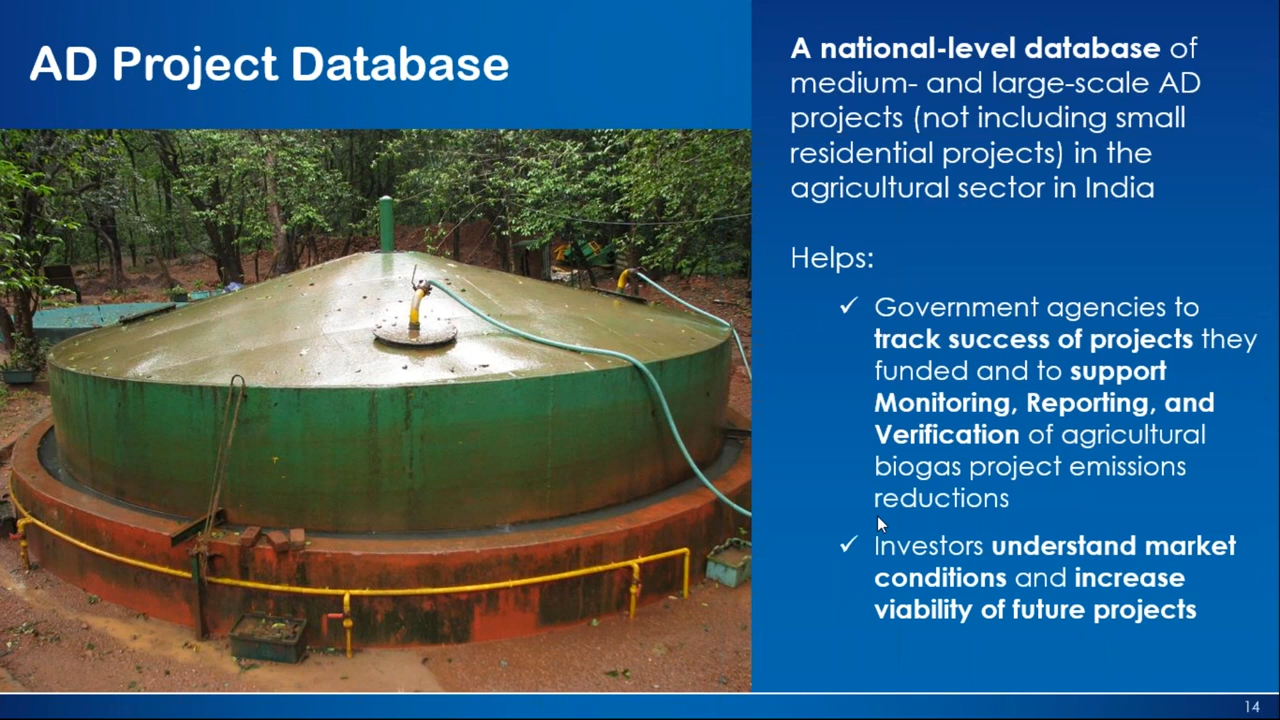 AD Project Database
A national-level database of
medium- and large-scale AD
projects (not including small
residential projects) in the
agricultural sector in India
Helps:
✓ Government agencies to
track success of projects they
funded and to support
Monitoring, Reporting, and
Verification of agricultural
biogas project emissions
reductions
✓ Investors understand market
conditions and increase
viability of future projects
14